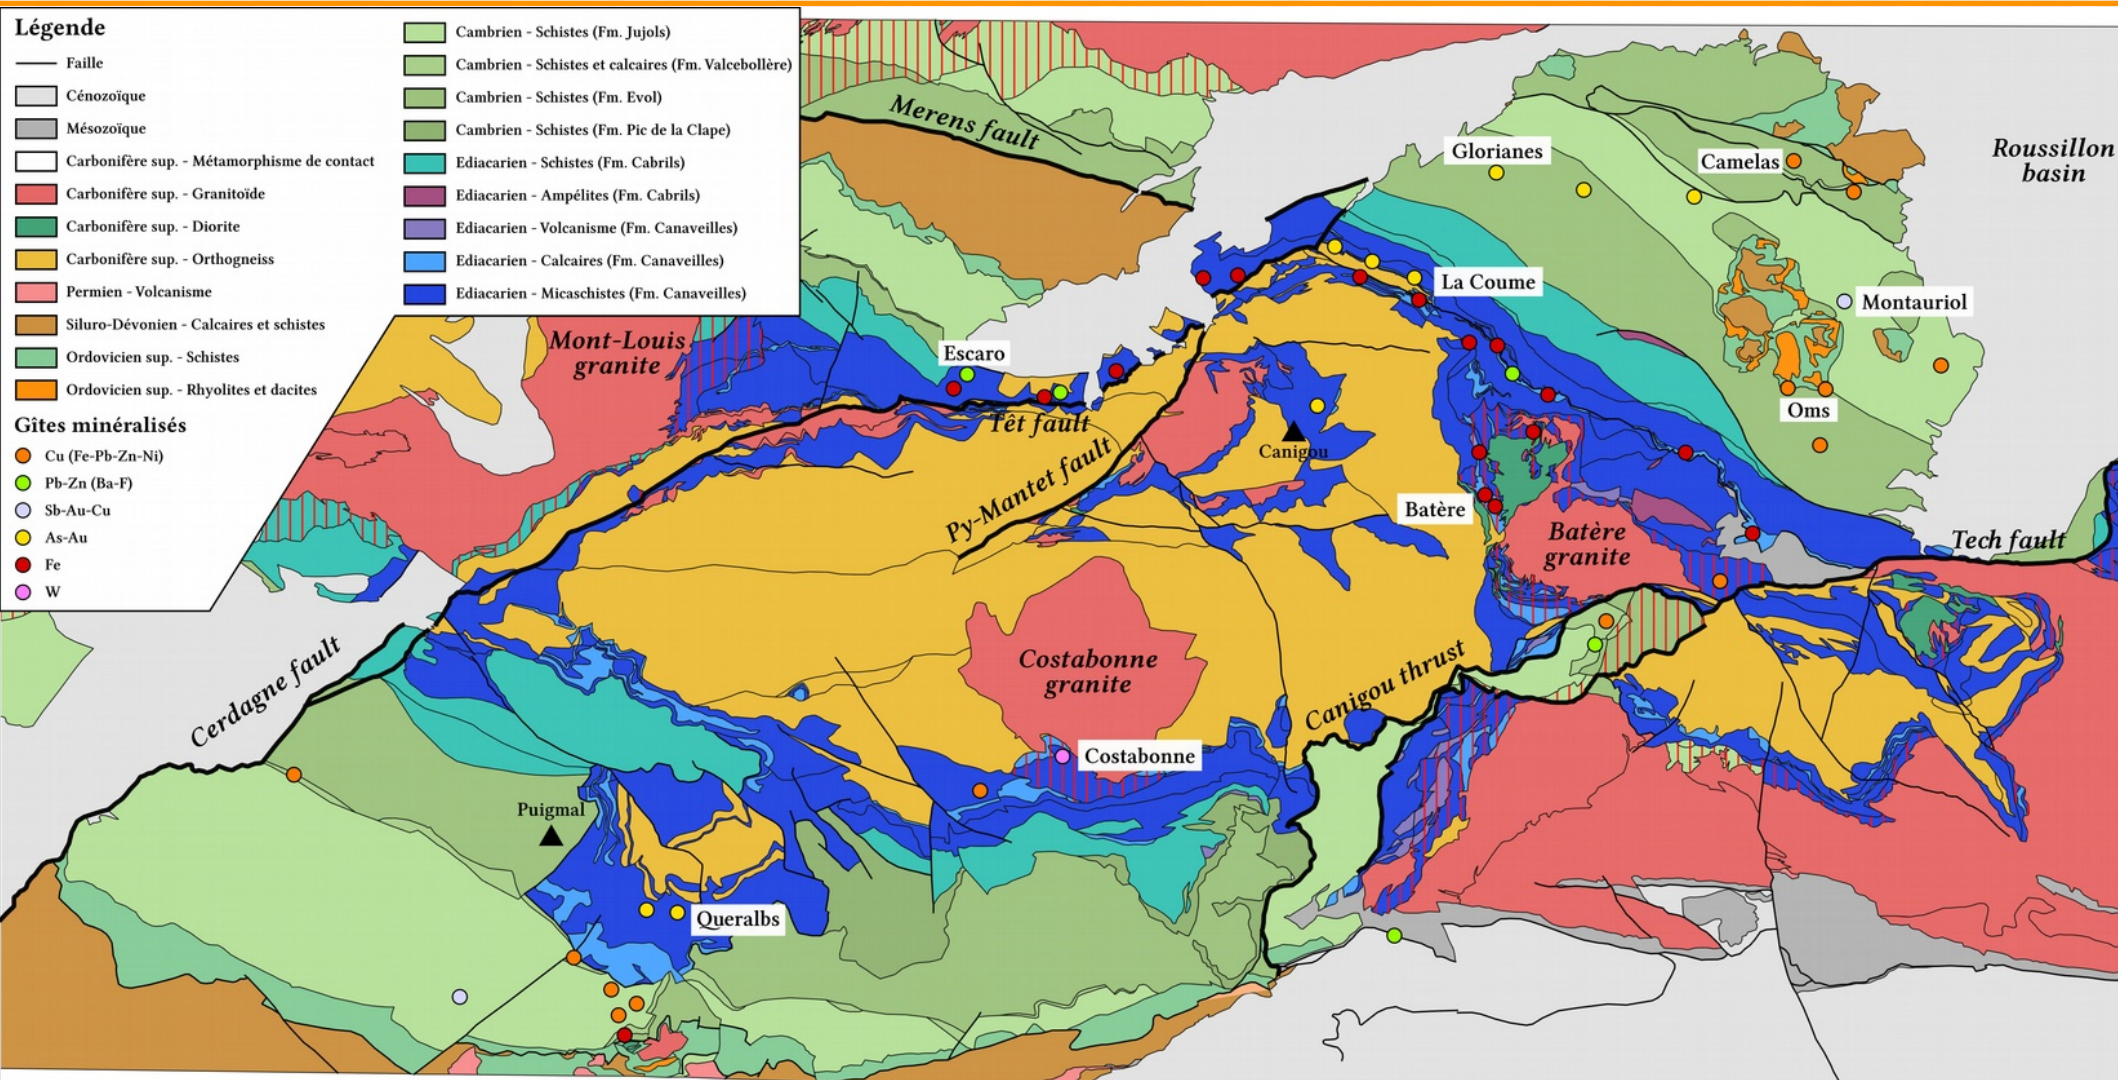 Légende
Faille
Cénozoïque
Mésozoïque
Carbonifère sup. - Métamorphisme de contact
Carbonifère sup. - Granitoïde
Carbonifère sup. - Diorite
Carbonifère sup. - Orthogneiss
Permien - Volcanisme
Siluro-Dévonien - Calcaires et schistes
Ordovicien sup. - Schistes
Ordovicien sup. - Rhyolites et dacites
Cambrien - Schistes (Fm. Jujols)
Cambrien - Schistes et calcaires (Fm. Valcebollère)
Cambrien - Schistes (Fm. Evol)
Cambrien - Schistes (Fm. Pic de la Clape)
Ediacarien - Schistes (Fm. Cabrils)
Ediacarien - Ampélites (Fm. Cabrils)
Ediacarien - Volcanisme (Fm. Canaveilles)
Ediacarien - Calcaires (Fm. Canaveilles)
Ediacarien - Micaschistes (Fm. Canaveilles)
Gîtes minéralisés
Cu (Fe-Pb-Zn-Ni)
Pb-Zn (Ba-F)
Sb-Au-Cu
As-Au
Fe
W
Merens fault
Glorianes
Camelas
Roussillon
basin
La Coume
Montauriol
Mont-Louis
granite
Escaro
Têt fault
Oms
Canigou
Py-Mantet fault
Batère
Batère
granite
Tech fault
Costabonne
granite
Cerdagne fault
Canigou thrust
Costabonne
Puigmal
Queralbs